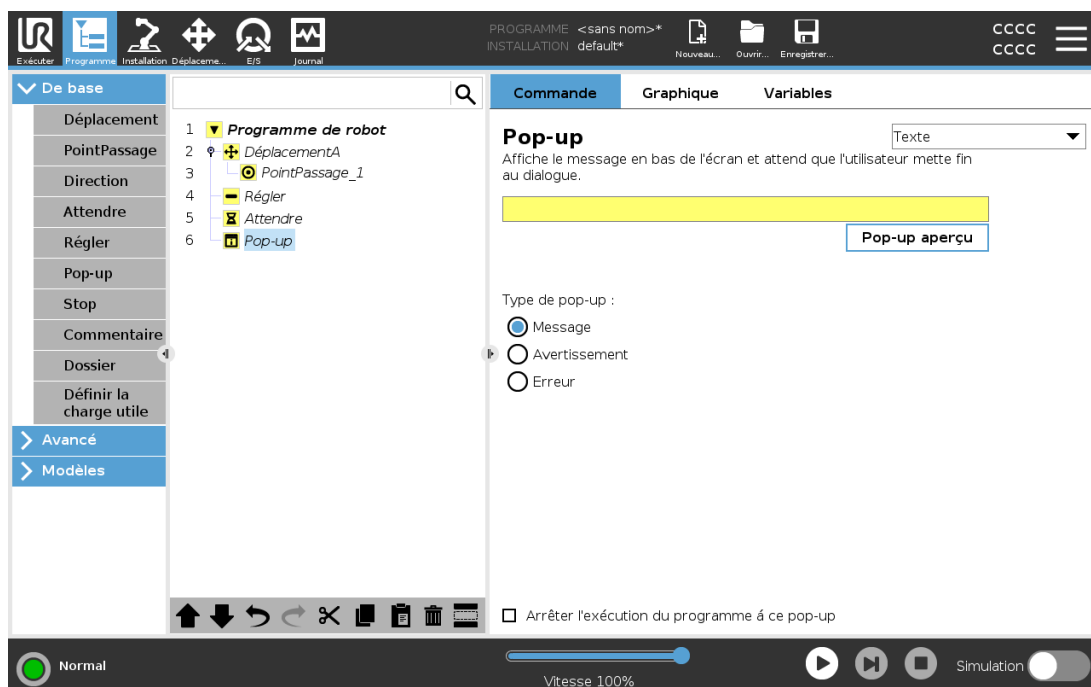 UR
PROGRAMME <sans nom>*
INSTALLATION default*
Nouveau...
Ouvrir...
Enregistrer...
CCCC
CCCC
Exécuter
Programme
Installation
Déplaceme...
E/S
Journal
De base
Déplacement
PointPassage
Direction
Attendre
Régler
Pop-up
Stop
Commentaire
Dossier
Définir la
charge utile
Avancé
Modèles
1 Programme de robot
2 DéplacementA
3 PointPassage_1
4 Régler
5 Attendre
6 Pop-up
Commande
Graphique
Variables
Pop-up
Texte
Affiche le message en bas de l'écran et attend que l'utilisateur mette fin
au dialogue.
Pop-up aperçu
Type de pop-up :
Message
Avertissement
Erreur
Arrêter l'exécution du programme á ce pop-up
Normal
Vitesse 100%
Simulation